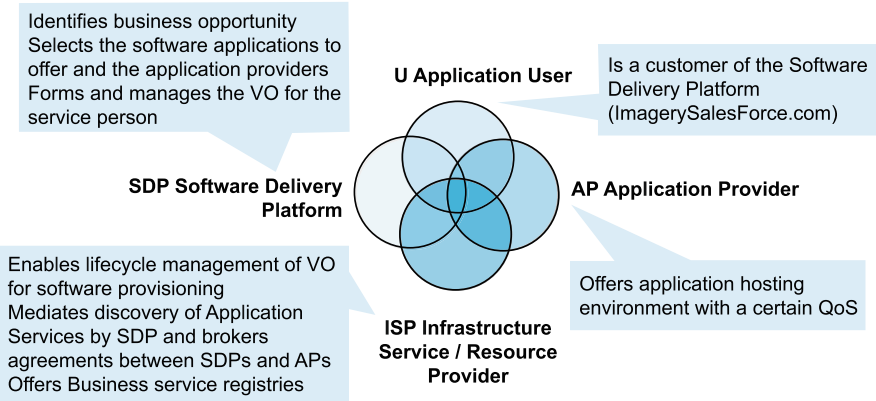 Identifies business opportunity
Selects the software applications to
offer and the application providers
Forms and manages the VO for the
service person
U Application User
Is a customer of the Software
Delivery Platform
(ImagerySalesForce.com)
SDP Software Delivery
Platform
AP Application Provider
Enables lifecycle management of VO
for software provisioning
Mediates discovery of Application
Services by SDP and brokers
agreements between SDPs and APs
Offers Business service registries
ISP Infrastructure
Service / Resource
Provider
Offers application hosting
environment with a certain QoS